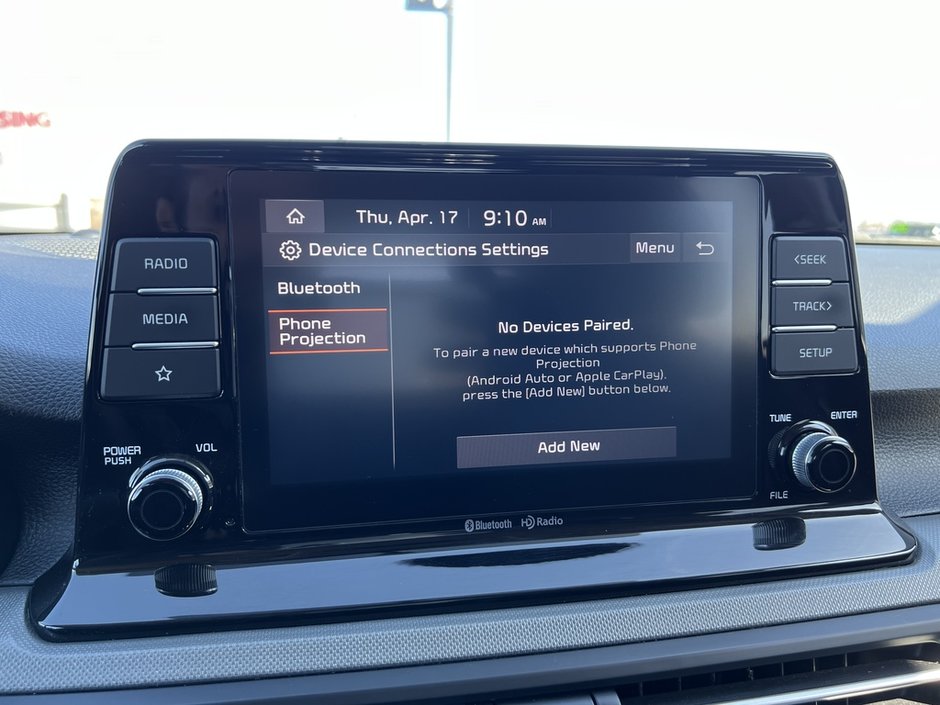 SING
Thu, Apr. 17 9:10 AM
Device Connections Settings Menu
Bluetooth
Phone
Projection
No Devices Paired.
To pair a new device which supports Phone
Projection
(Android Auto or Apple CarPlay),
press the [Add New] button below.
Add New
RADIO
MEDIA
POWER
PUSH
VOL
<SEEK
TRACK>
SETUP
TUNE
ENTER
FILE
Bluetooth HD Radio